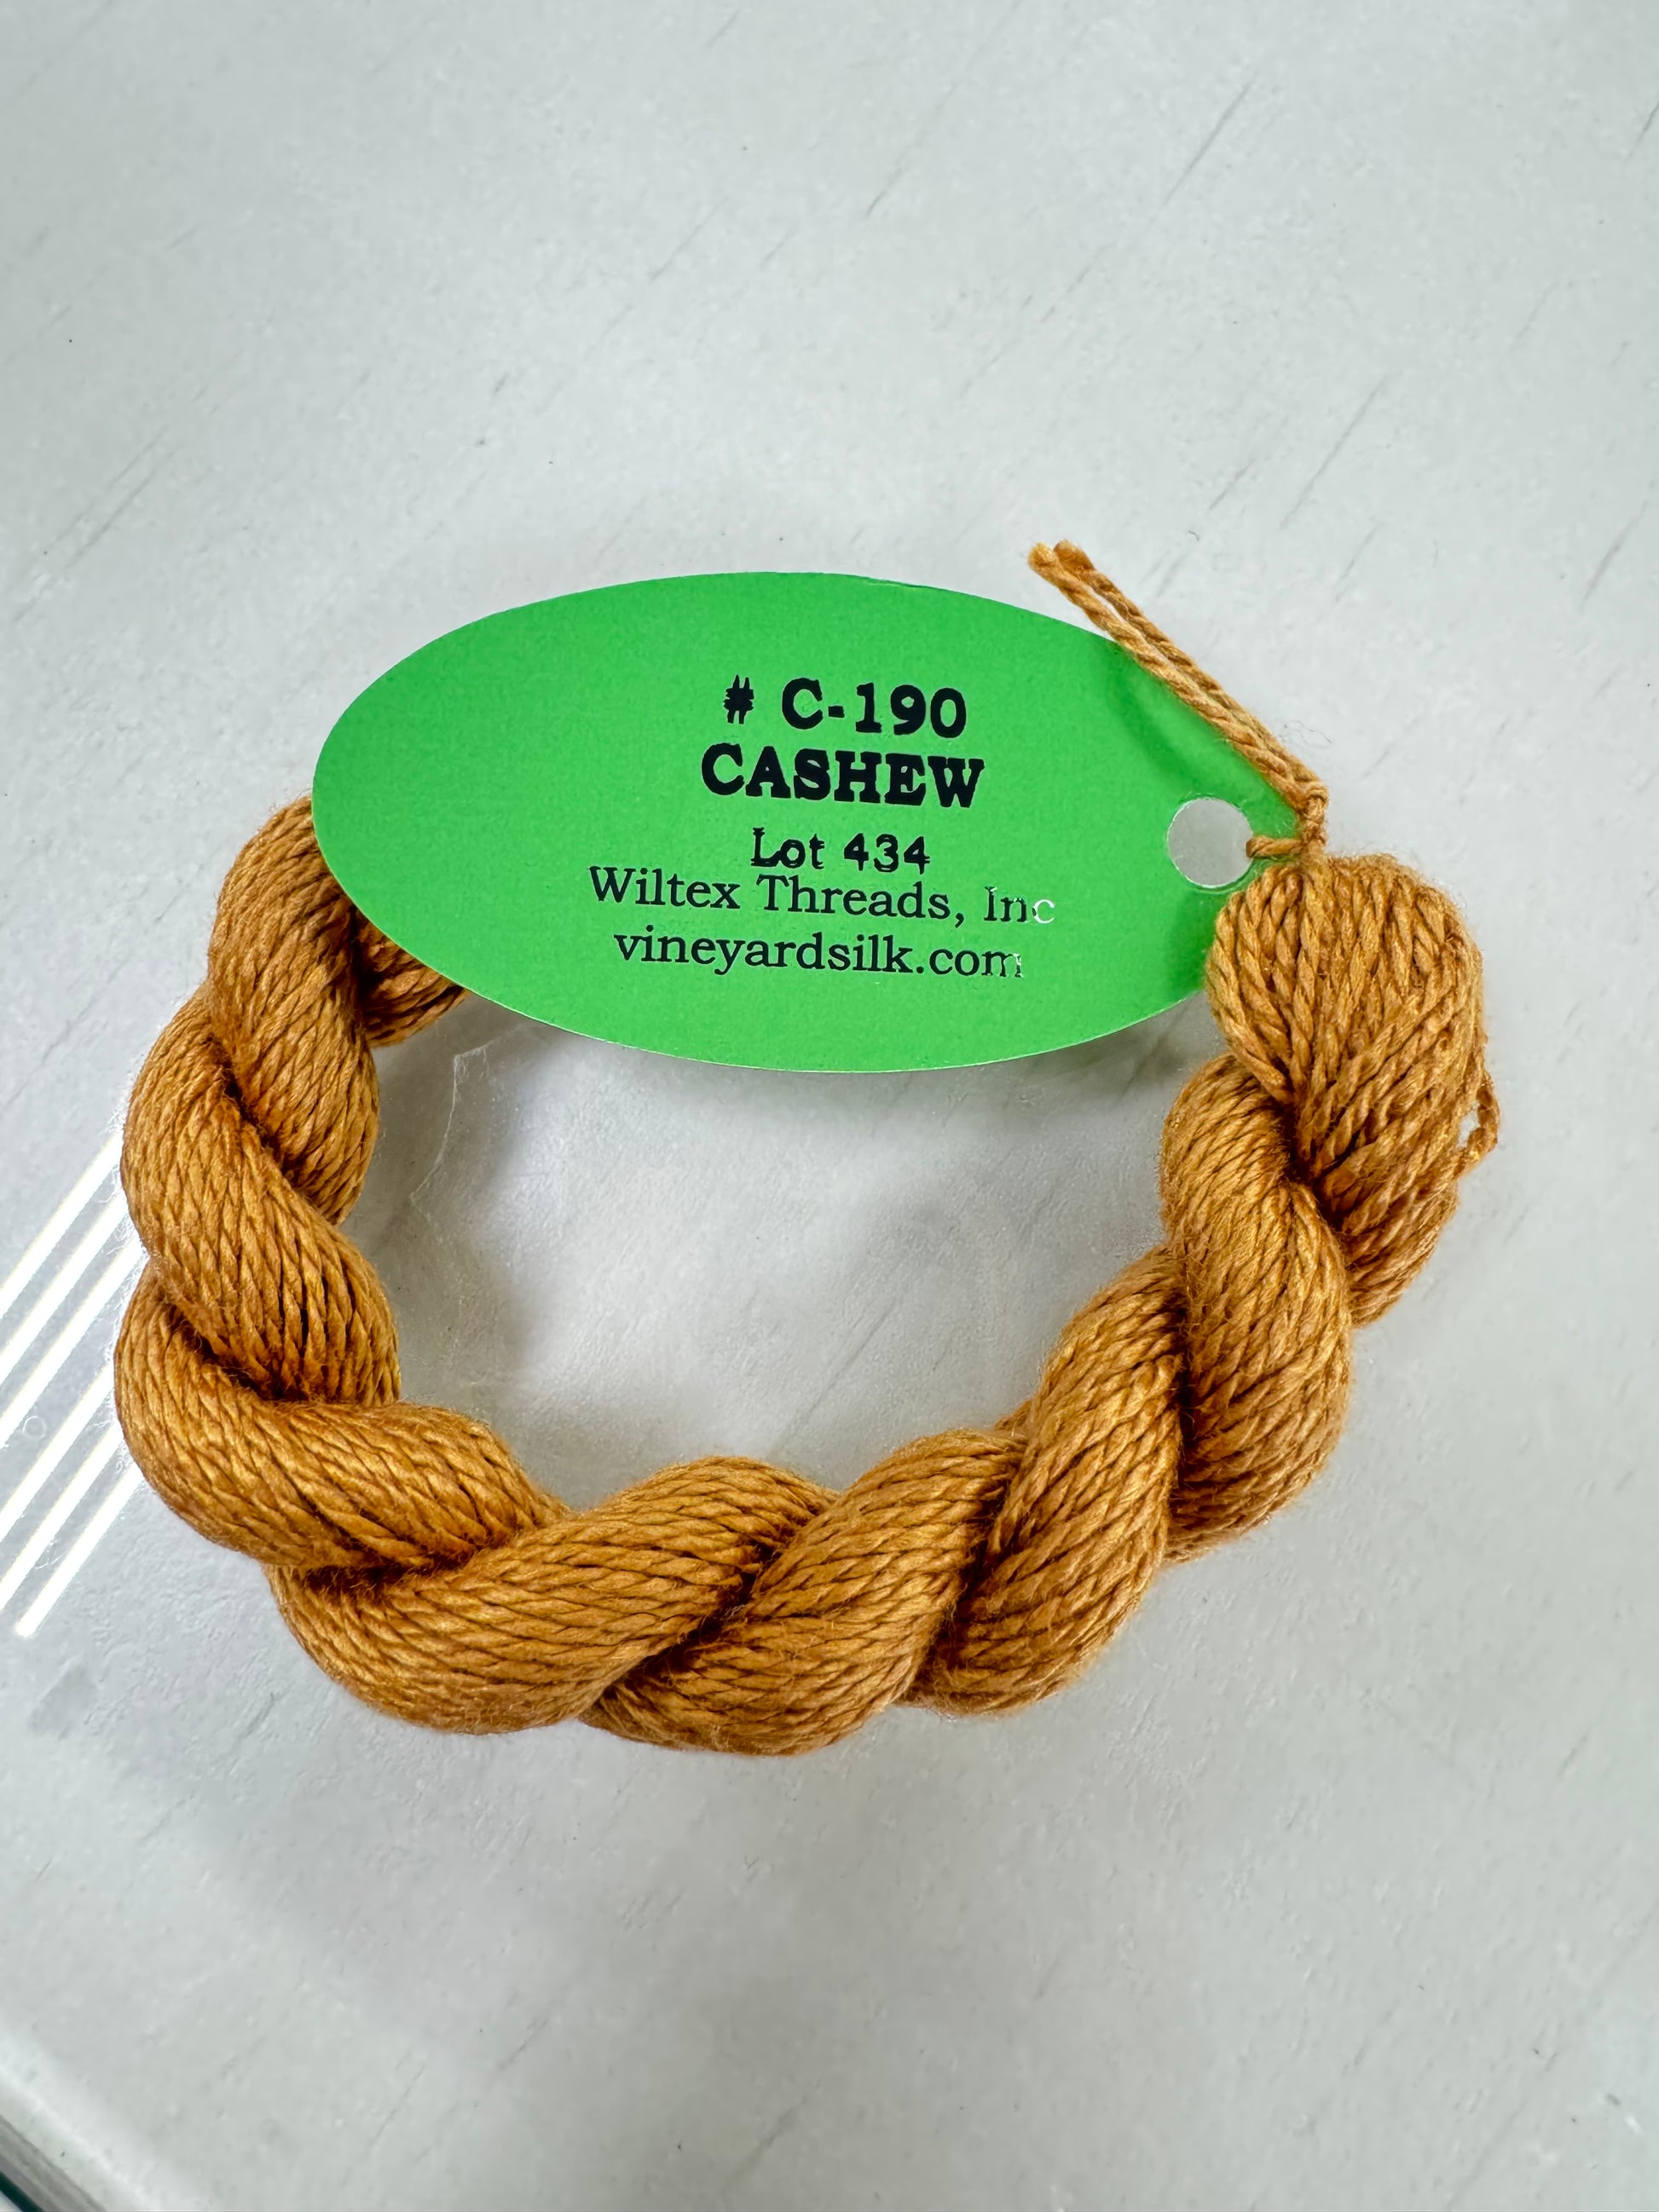 # C-190
CASHEW
Lot 434
Wiltex Threads, Inc
vineyardsilk.com